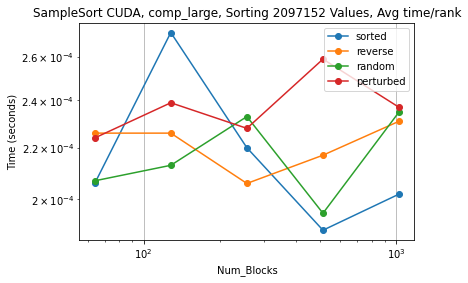 SampleSort CUDA, comp_large, Sorting 2097152 Values, Avg time/rank
sorted
reverse
random
perturbed
2.6 × 10⁻⁴
2.4 × 10⁻⁴
2.2 × 10⁻⁴
2 × 10⁻⁴
Time (seconds)
10² 10³
Num_Blocks